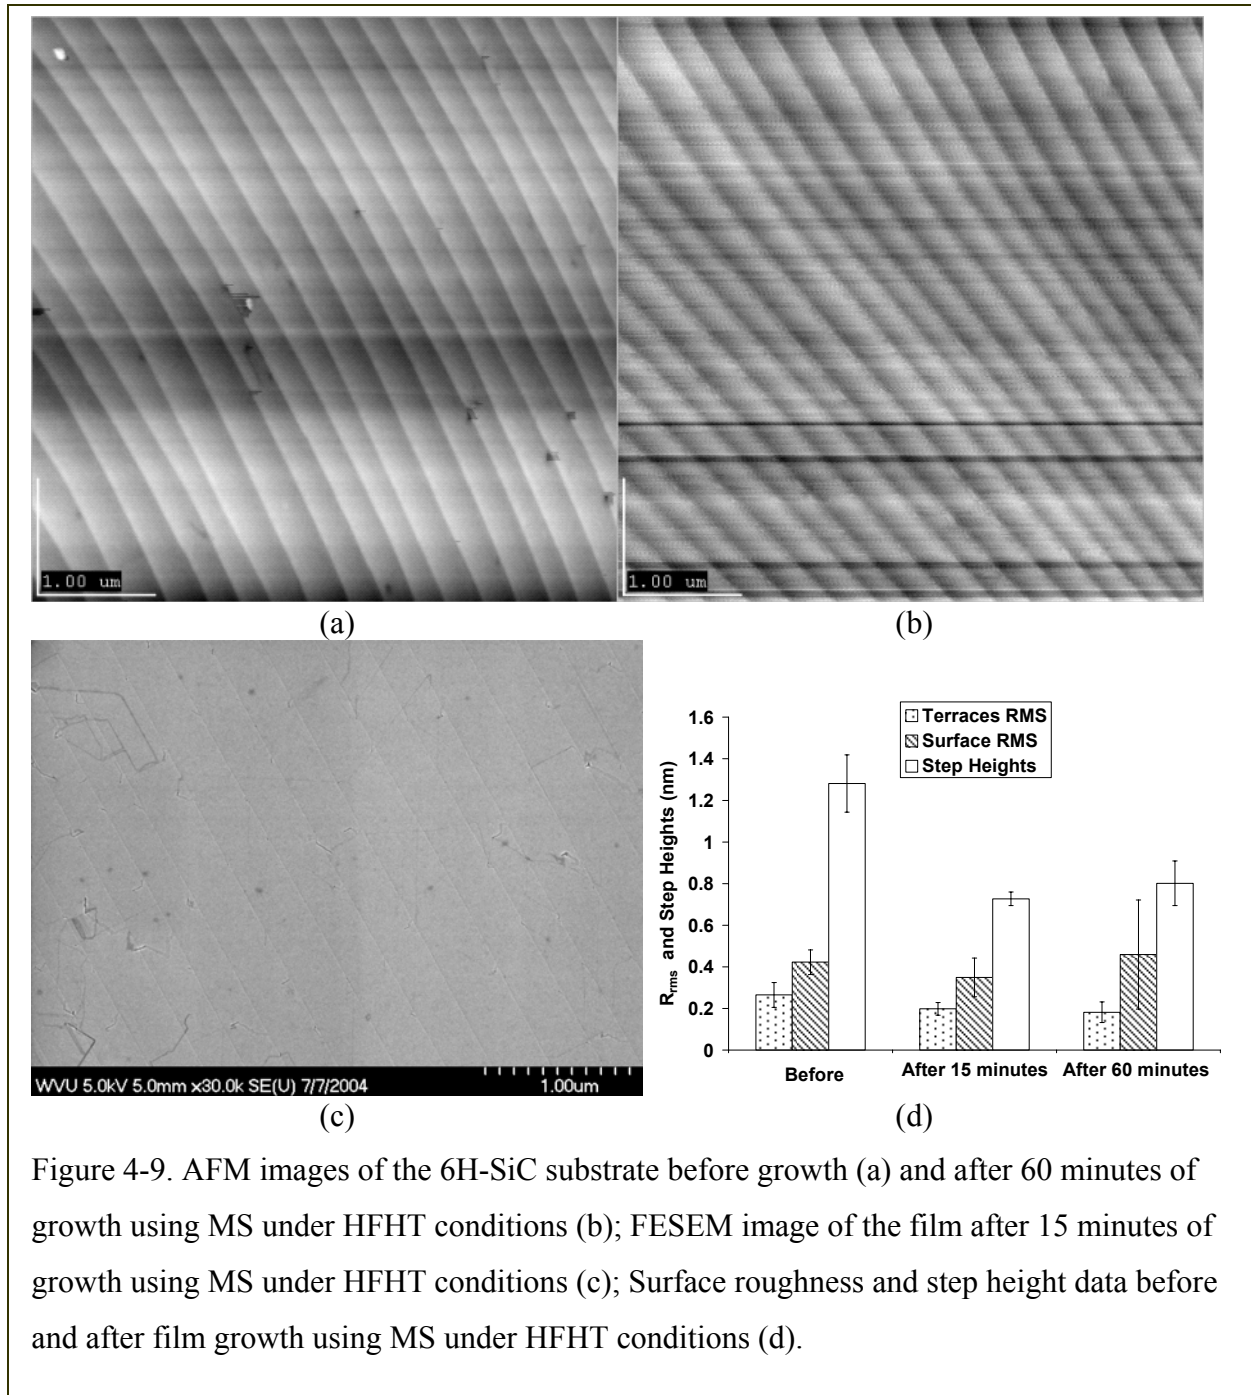 1.00 um
1.00 um
(a)
(b)
WVU 5.0kV 5.0mm x30.0k SE(U) 7/7/2004
1.00um
(c)
Terraces RMS
Surface RMS
Step Heights
Rrms and Step Heights (nm)
1.6
1.4
1.2
1
0.8
0.6
0.4
0.2
0
Before
After 15 minutes
After 60 minutes
(d)
Figure 4-9. AFM images of the 6H-SiC substrate before growth (a) and after 60 minutes of
growth using MS under HFHT conditions (b); FESEM image of the film after 15 minutes of
growth using MS under HFHT conditions (c); Surface roughness and step height data before
and after film growth using MS under HFHT conditions (d).